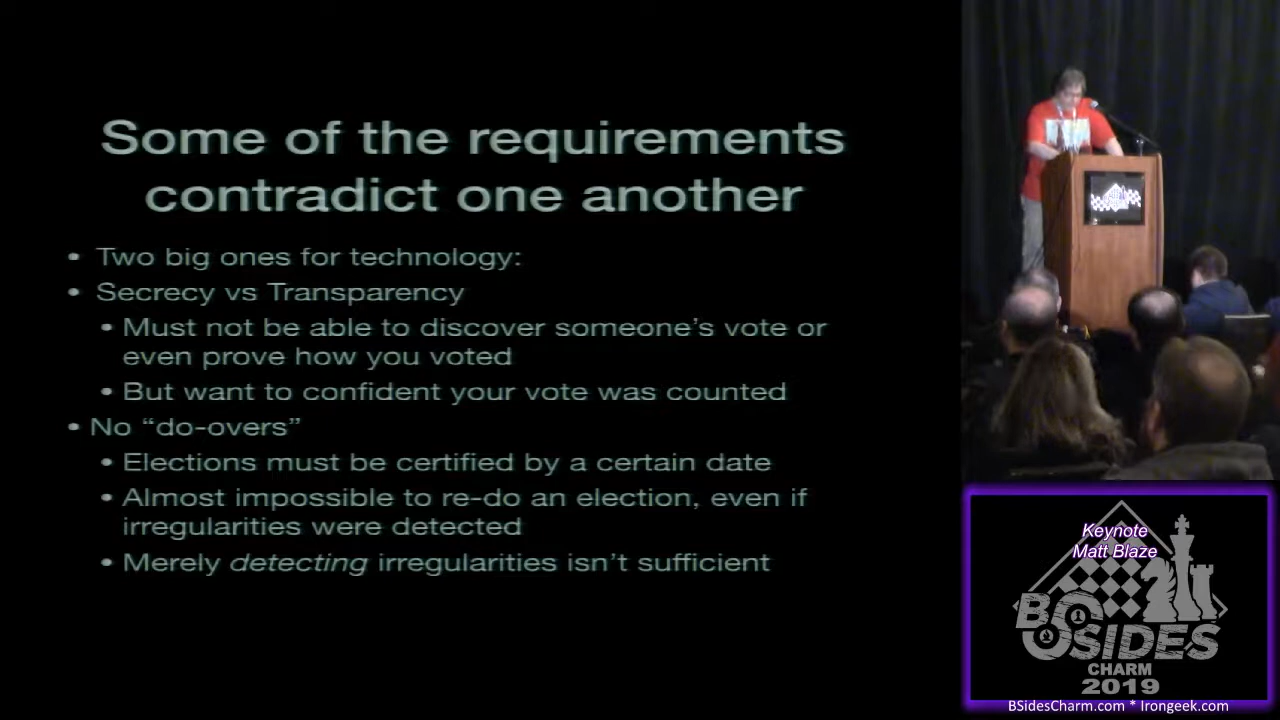 Some of the requirements
contradict one another
• Two big ones for technology:
• Secrecy vs Transparency
• Must not be able to discover someone's vote or
even prove how you voted
• But want to confident your vote was counted
• No “do-overs”
• Elections must be certified by a certain date
• Almost impossible to re-do an election, even if
irregularities were detected
• Merely detecting irregularities isn't sufficient
Keynote
Matt Blaze
BSIDES
CHARM
2019
BSidesCharm.com * Irongeek.com